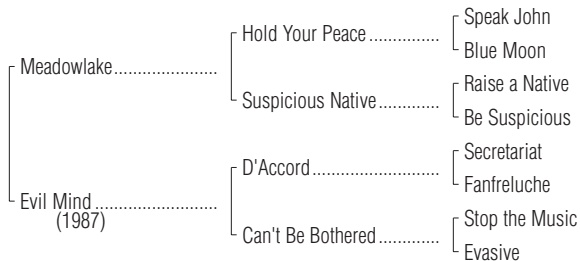 Speak John
Hold Your Peace ..............
Blue Moon
Meadowlake.....................
Raise a Native
Suspicious Native ............
Be Suspicious
Secretariat
D'Accord .........................
Fanfreluche
Evil Mind .........................
(1987)
Stop the Music
Can't Be Bothered ............
Evasive